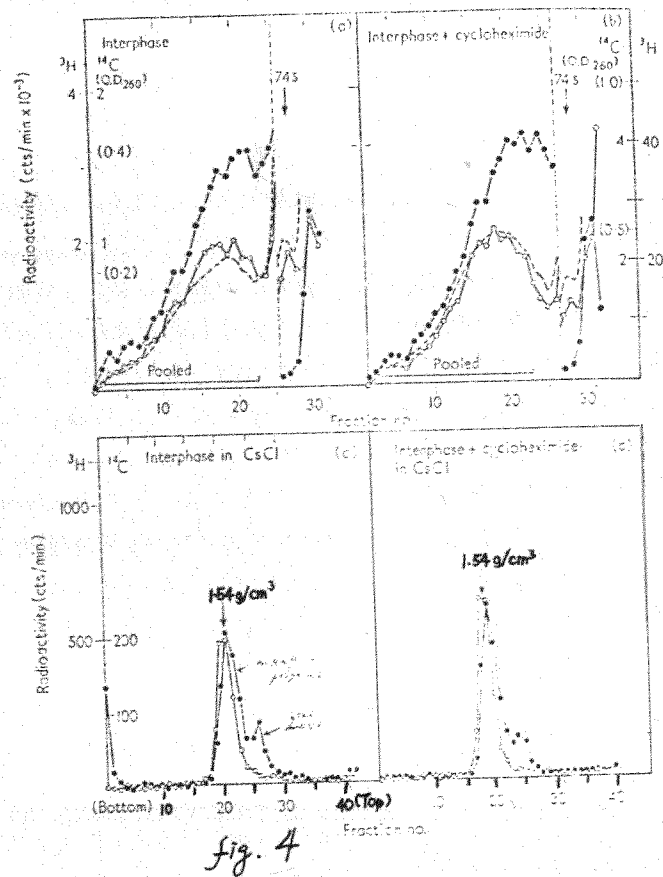 Interphase
(a)
³H
¹⁴C
(O.D₂₆₀)
74 s
4
2
(0.4)
2
1
(0.2)
Radioactivity (cts/min x10⁻³)
Pooled
10
20
30
Interphase + cycloheximide
(b)
¹⁴C
³H
(O.D₂₆₀)
74 s
(1.0)
4
40
(0.5)
2
20
Pooled
10
20
30
Fraction no.
³H
¹⁴C
Interphase in CsCl
(c)
1000
1.54 g/cm³
500
200
100
Radioactivity (cts/min)
(Bottom)
10
20
30
40 (Top)
Interphase + cycloheximide
in CsCl
(d)
1.54 g/cm³
10
20
30
40
Fraction no.
fig. 4